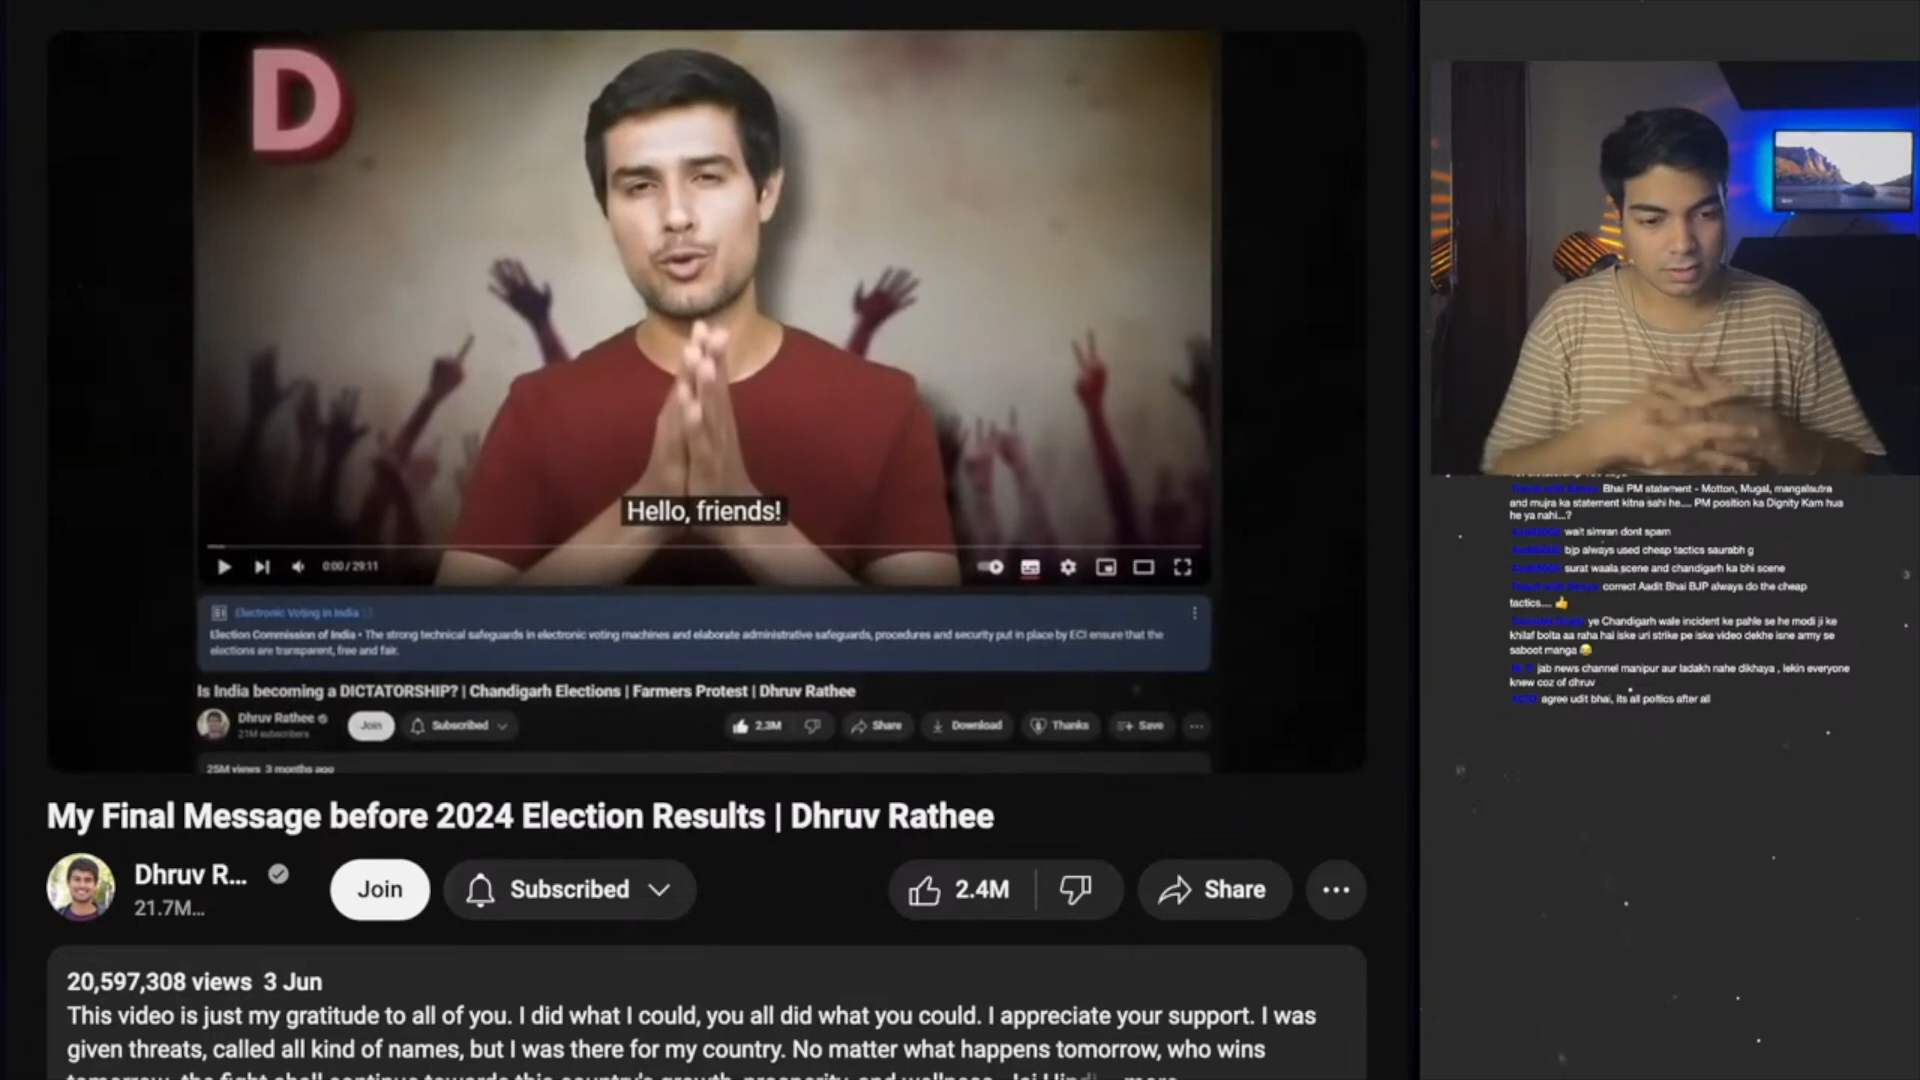 D
Hello, friends!
0:00 / 29:11
Electronic Voting in India
Election Commission of India • The strong technical safeguards in electronic voting machines and elaborate administrative safeguards, procedures and security put in place by ECI ensure that the
elections are transparent, free and fair.
Is India becoming a DICTATORSHIP? | Chandigarh Elections | Farmers Protest | Dhruv Rathee
Dhruv Rathee
21M subscribers
Join
Subscribed
2.3M
Share
Download
Thanks
Save
25M views 3 months ago
My Final Message before 2024 Election Results | Dhruv Rathee
Dhruv R...
21.7M...
Join
Subscribed
2.4M
Share
20,597,308 views 3 Jun
This video is just my gratitude to all of you. I did what I could, you all did what you could. I appreciate your support. I was
given threats, called all kind of names, but I was there for my country. No matter what happens tomorrow, who wins
Bhai PM statement - Motton, Mugal, mangalsutra
and mujra ka statement kitna sahi he.... PM position ka Dignity Kam hua
he ya nahi...?
wait simran dont spam
bjp always used cheap tactics saurabh g
surat waala scene and chandigarh ka bhi scene
correct Aadit Bhai BJP always do the cheap
tactics.... 👍
ye Chandigarh wale incident ke pahle se he modi ji ke
khilaf bolta aa raha hai iske uri strike pe iske video dekhe isne army se
saboot manga 😂
jab news channel manipur aur ladakh nahe dikhaya , lekin everyone
knew coz of dhruv
agree udit bhai, its all poltics after all